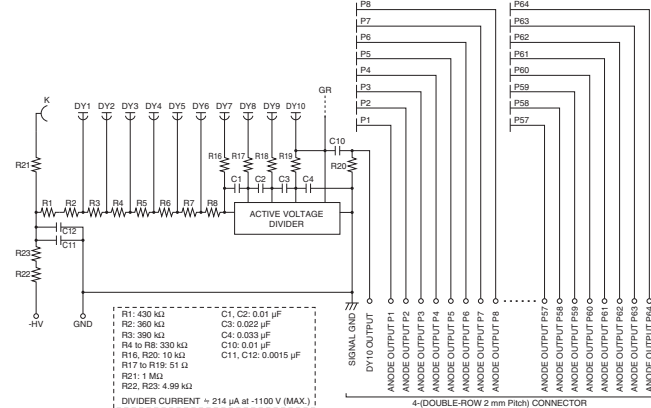 P8
P7
P6
P5
P4
P3
P2
P1
P64
P63
P62
P61
P60
P59
P58
P57
K
DY1 DY2 DY3 DY4 DY5 DY6 DY7 DY8 DY9 DY10
GR
C10
R16 R17 R18 R19 R20
R21
C1 C2 C3 C4
R1 R2 R3 R4 R5 R6 R7 R8
ACTIVE VOLTAGE
DIVIDER
C12
C11
R23
R22
-HV
GND
R1: 430 kΩ
R2: 360 kΩ
R3: 390 kΩ
R4 to R8: 330 kΩ
R16, R20: 10 kΩ
R17 to R19: 51 Ω
R21: 1 MΩ
R22, R23: 4.99 kΩ
C1, C2: 0.01 µF
C3: 0.022 µF
C4: 0.033 µF
C10: 0.01 µF
C11, C12: 0.0015 µF
DIVIDER CURRENT ≒ 214 µA at -1100 V (MAX.)
SIGNAL GND
DY10 OUTPUT
ANODE OUTPUT P1
ANODE OUTPUT P2
ANODE OUTPUT P3
ANODE OUTPUT P4
ANODE OUTPUT P5
ANODE OUTPUT P6
ANODE OUTPUT P7
ANODE OUTPUT P8
ANODE OUTPUT P57
ANODE OUTPUT P58
ANODE OUTPUT P59
ANODE OUTPUT P60
ANODE OUTPUT P61
ANODE OUTPUT P62
ANODE OUTPUT P63
ANODE OUTPUT P64
4-(DOUBLE-ROW 2 mm Pitch) CONNECTOR